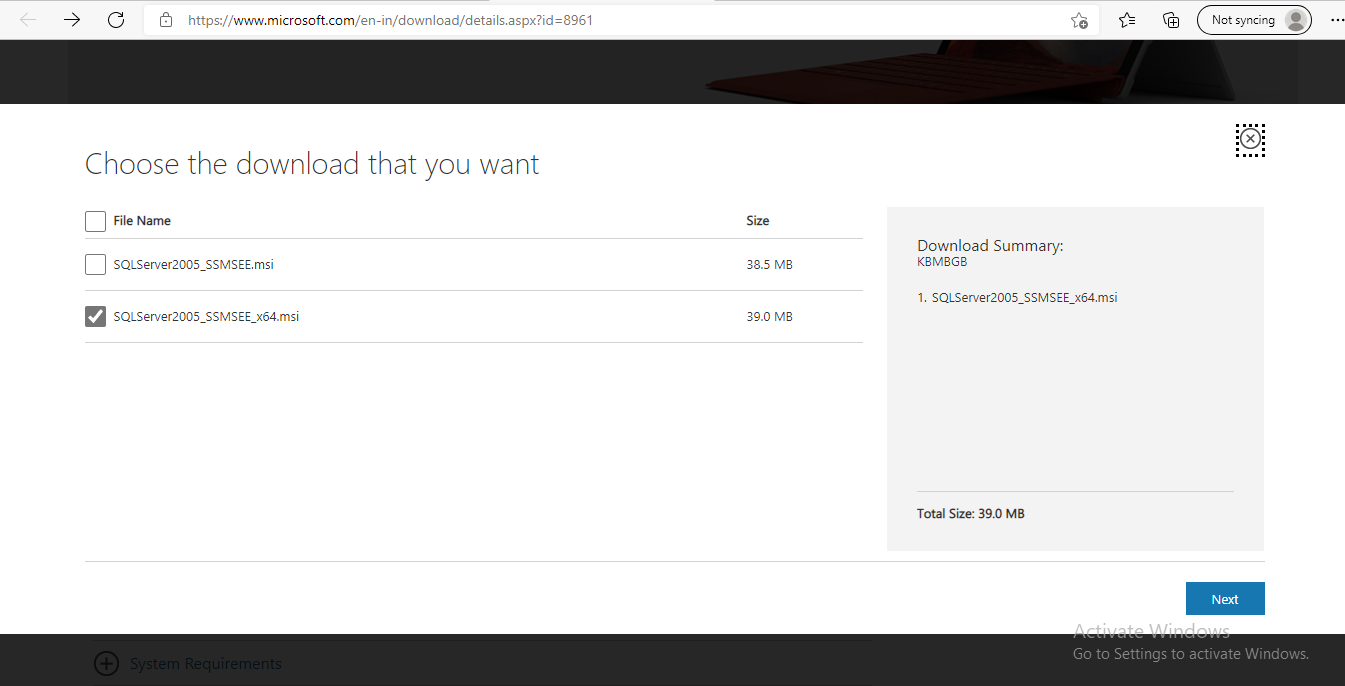 https://www.microsoft.com/en-in/download/details.aspx?id=8961
Not syncing
Choose the download that you want
File Name Size
SQLServer2005_SSMSEE.msi 38.5 MB
SQLServer2005_SSMSEE_x64.msi 39.0 MB
Download Summary:
KBMBGB
1. SQLServer2005_SSMSEE_x64.msi
Total Size: 39.0 MB
Next
Activate Windows
Go to Settings to activate Windows.
System Requirements